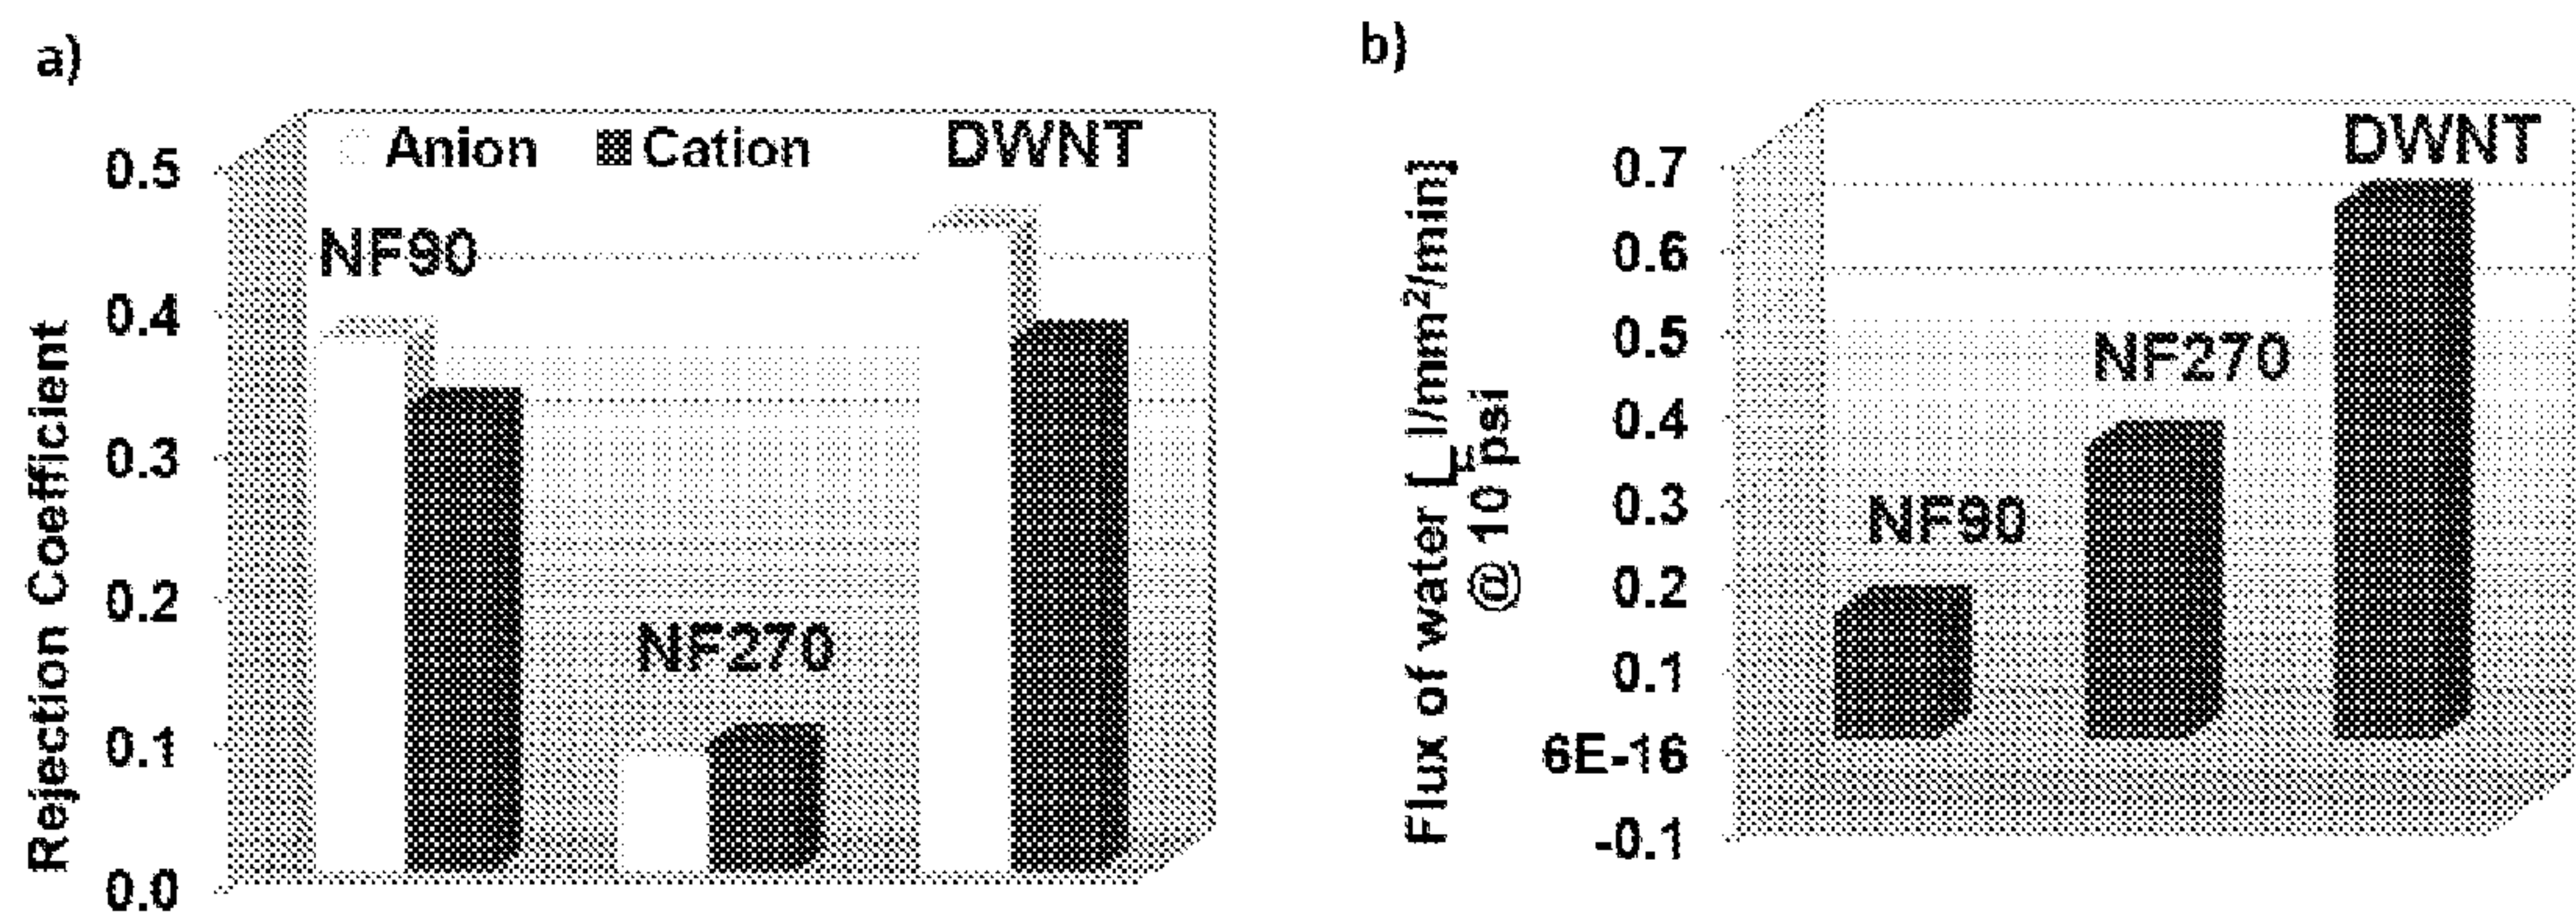 a)
Anion Cation
DWNT
NF90
NF270
0.5
0.4
0.3
0.2
0.1
0.0
Rejection Coefficient
b)
DWNT
NF270
NF90
0.7
0.6
0.5
0.4
0.3
0.2
0.1
6E-16
-0.1
Flux of water [ l/mm²/min]
@ 10 psi